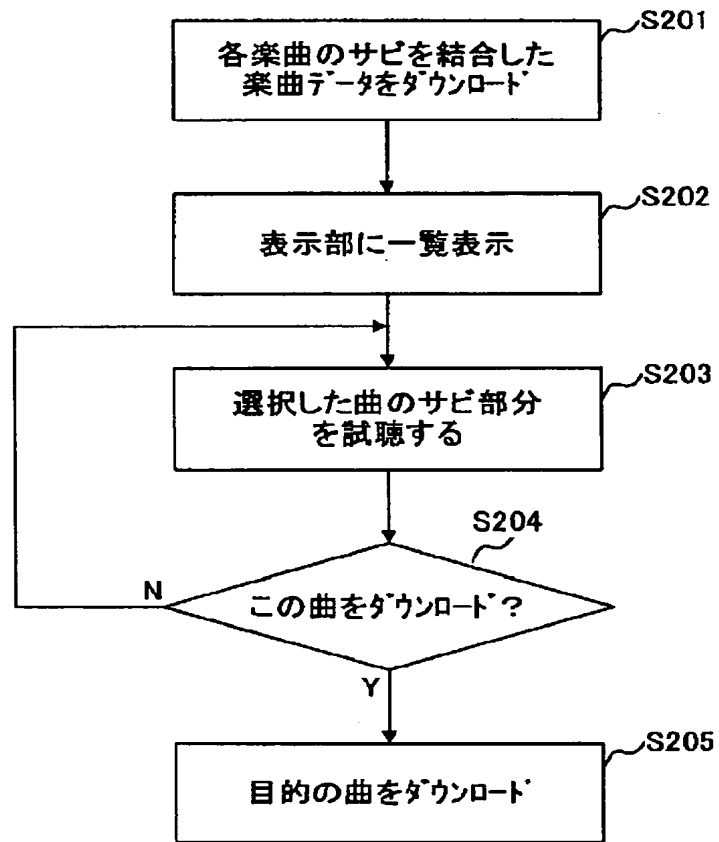 S201
各楽曲のサビを結合した
楽曲データをダウンロード
S202
表示部に一覧表示
S203
選択した曲のサビ部分
を試聴する
S204
この曲をダウンロード?
N
Y
S205
目的の曲をダウンロード